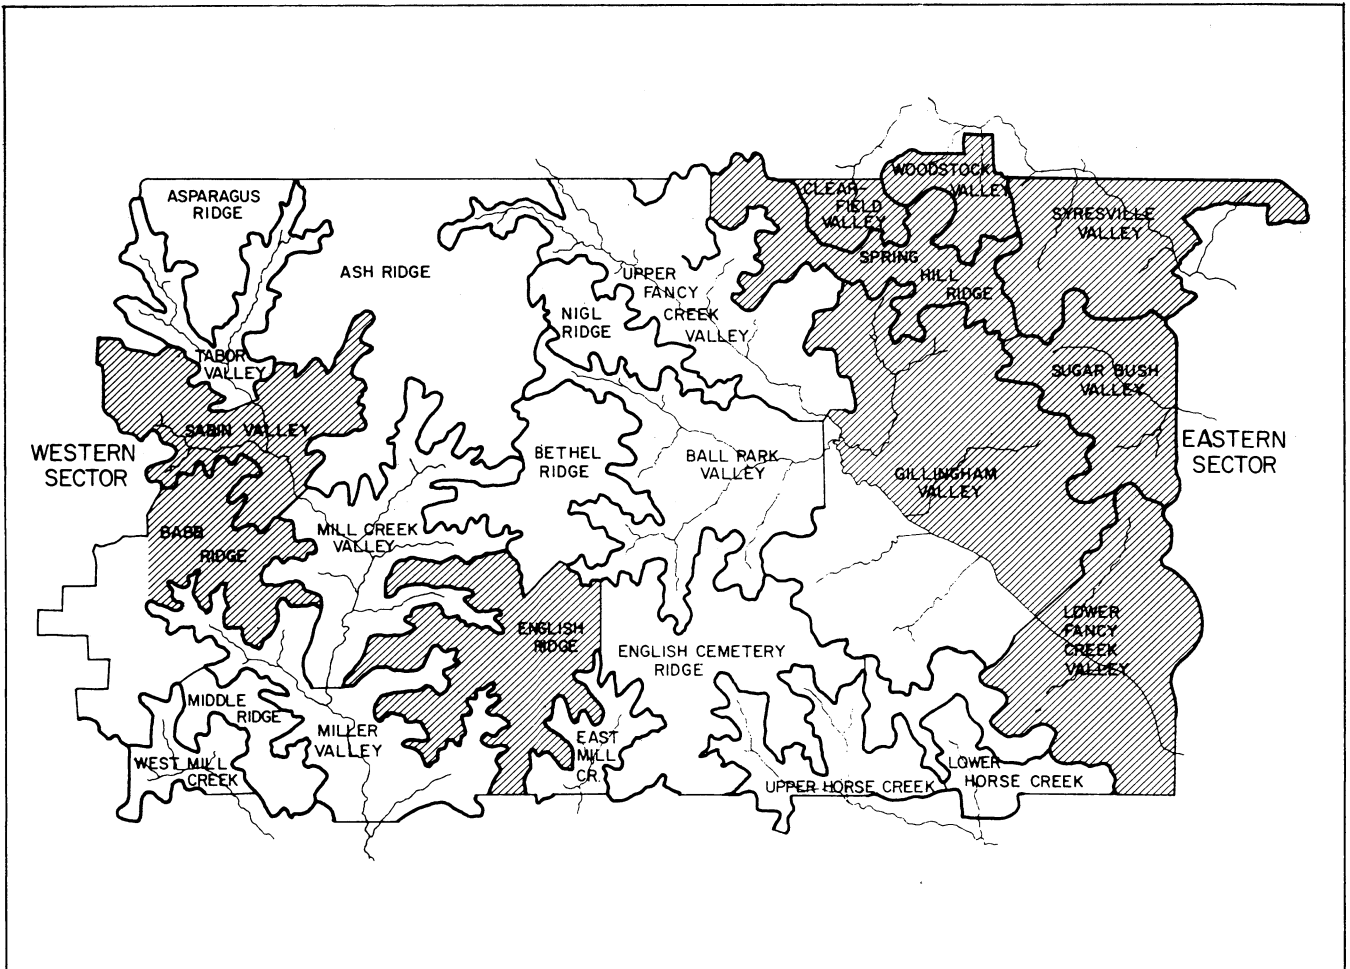 WOODSTOCK
VALLEY
ASPARAGUS
RIDGE
CLEAR-
FIELD
VALLEY
SYRESVILLE
VALLEY
SPRING
HILL
RIDGE
ASH RIDGE
UPPER
FANCY
CREEK
VALLEY
NIGL
RIDGE
TABOR
VALLEY
SUGAR BUSH
VALLEY
SABIN VALLEY
WESTERN
SECTOR
EASTERN
SECTOR
BETHEL
RIDGE
BALL PARK
VALLEY
GILLINGHAM
VALLEY
BABB
RIDGE
MILL CREEK
VALLEY
ENGLISH
RIDGE
LOWER
FANCY
CREEK
VALLEY
ENGLISH CEMETERY
RIDGE
MIDDLE
RIDGE
MILLER
VALLEY
EAST
MILL
CR.
WEST MILL
CREEK
UPPER HORSE CREEK
LOWER
HORSE CREEK